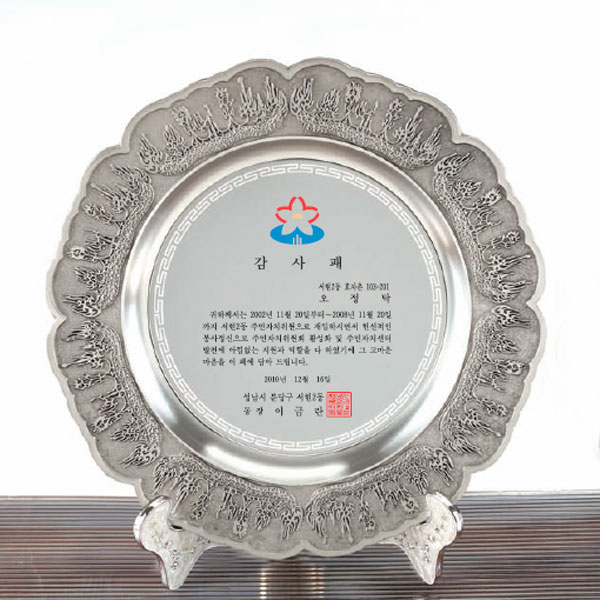 감 사 패
서현2동 효자촌 103-201
오 정 탁
귀하께서는 2002년 11월 20일부터~2008년 11월 20일
까지 서현2동 주민자치위원으로 재임하시면서 헌신적인
봉사정신으로 주민자치위원회 활성화 및 주민자치센터
발전에 아낌없는 지원과 역할을 다 하였기에 그 고마운
마음을 이 패에 담아 드립니다.
2010년 12월 16일
성남시 분당구 서현2동
동장 이 금 란